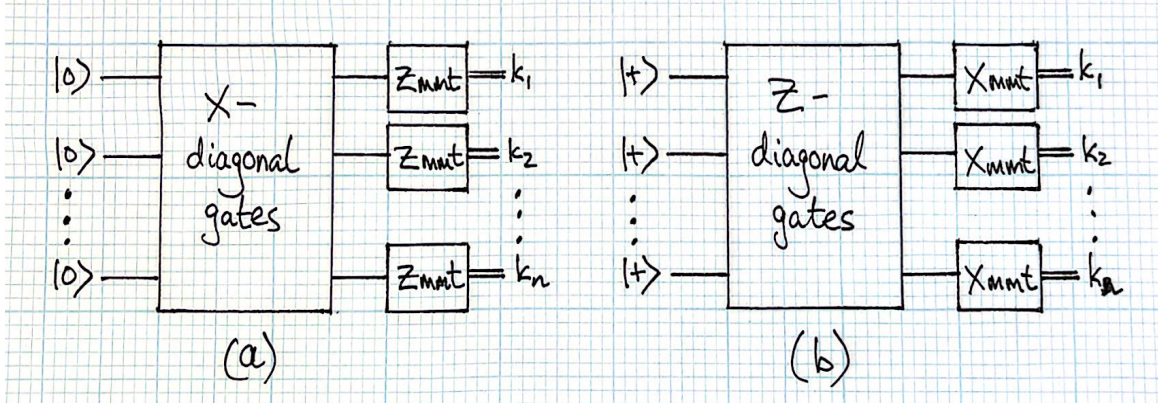 |0⟩ X- Zmmt k₁ |+⟩ Z- Xmmt k₁
|0⟩ diagonal Zmmt k₂ |+⟩ diagonal Xmmt k₂
gates gates
|0⟩ Zmmt kₙ |+⟩ Xmmt kₙ
(a) (b)